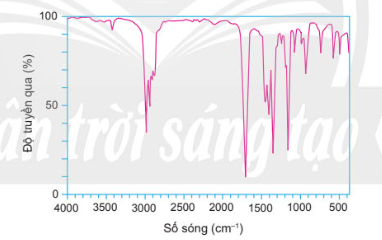 100
50
0
Độ truyền qua (%)
4000 3500 3000 2500 2000 1500 1000 500
Số sóng (cm⁻¹)
ân trời sáng tạo